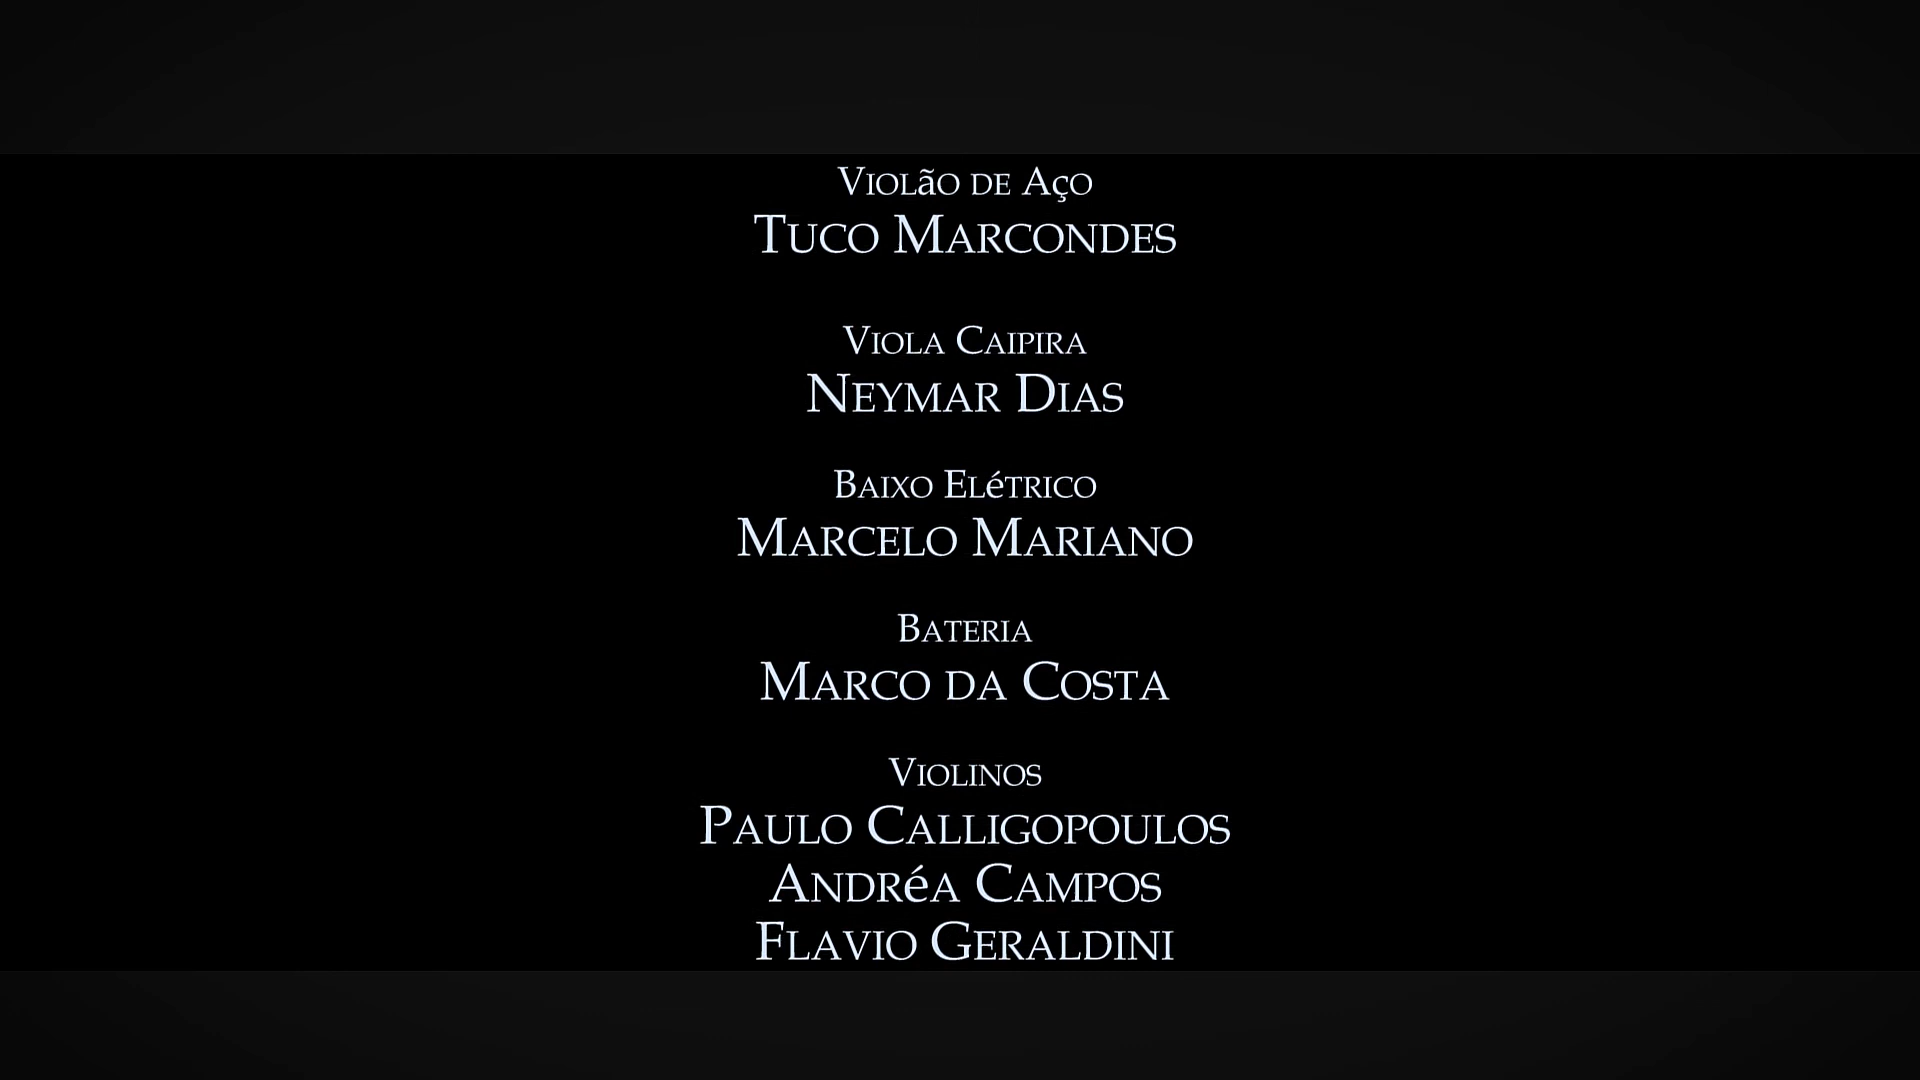 Violão de Aço
Tuco Marcondes
Viola Caipira
Neymar Dias
Baixo Elétrico
Marcelo Mariano
Bateria
Marco da Costa
Violinos
Paulo Calligopoulos
Andréa Campos
Flavio Geraldini